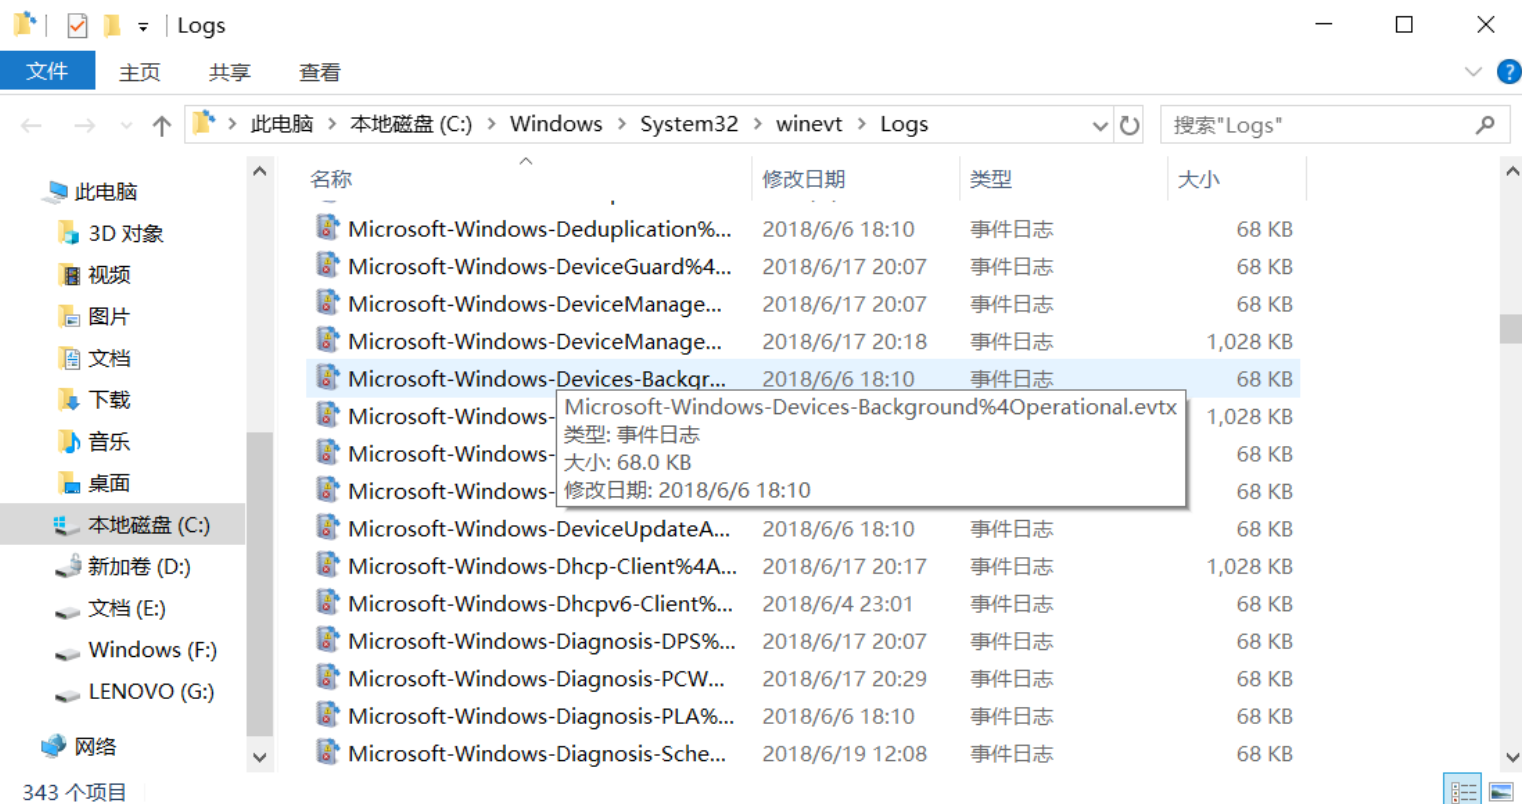 Logs
文件 主页 共享 查看
此电脑 本地磁盘 (C:) Windows System32 winevt Logs 搜索"Logs"
名称 修改日期 类型 大小
此电脑
3D 对象
视频
图片
文档
下载
音乐
桌面
本地磁盘 (C:)
新加卷 (D:)
文档 (E:)
Windows (F:)
LENOVO (G:)
网络
Microsoft-Windows-Deduplication%... 2018/6/6 18:10 事件日志 68 KB
Microsoft-Windows-DeviceGuard%4... 2018/6/17 20:07 事件日志 68 KB
Microsoft-Windows-DeviceManage... 2018/6/17 20:07 事件日志 68 KB
Microsoft-Windows-DeviceManage... 2018/6/17 20:18 事件日志 1,028 KB
Microsoft-Windows-Devices-Backgr... 2018/6/6 18:10 事件日志 68 KB
Microsoft-Windows- 1,028 KB
Microsoft-Windows- 68 KB
Microsoft-Windows- 68 KB
Microsoft-Windows-Devices-Background%4Operational.evtx
类型: 事件日志
大小: 68.0 KB
修改日期: 2018/6/6 18:10
Microsoft-Windows-DeviceUpdateA... 2018/6/6 18:10 事件日志 68 KB
Microsoft-Windows-Dhcp-Client%4A... 2018/6/17 20:17 事件日志 1,028 KB
Microsoft-Windows-Dhcpv6-Client%... 2018/6/4 23:01 事件日志 68 KB
Microsoft-Windows-Diagnosis-DPS%... 2018/6/17 20:07 事件日志 68 KB
Microsoft-Windows-Diagnosis-PCW... 2018/6/17 20:29 事件日志 68 KB
Microsoft-Windows-Diagnosis-PLA%... 2018/6/6 18:10 事件日志 68 KB
Microsoft-Windows-Diagnosis-Sche... 2018/6/19 12:08 事件日志 68 KB
343 个项目